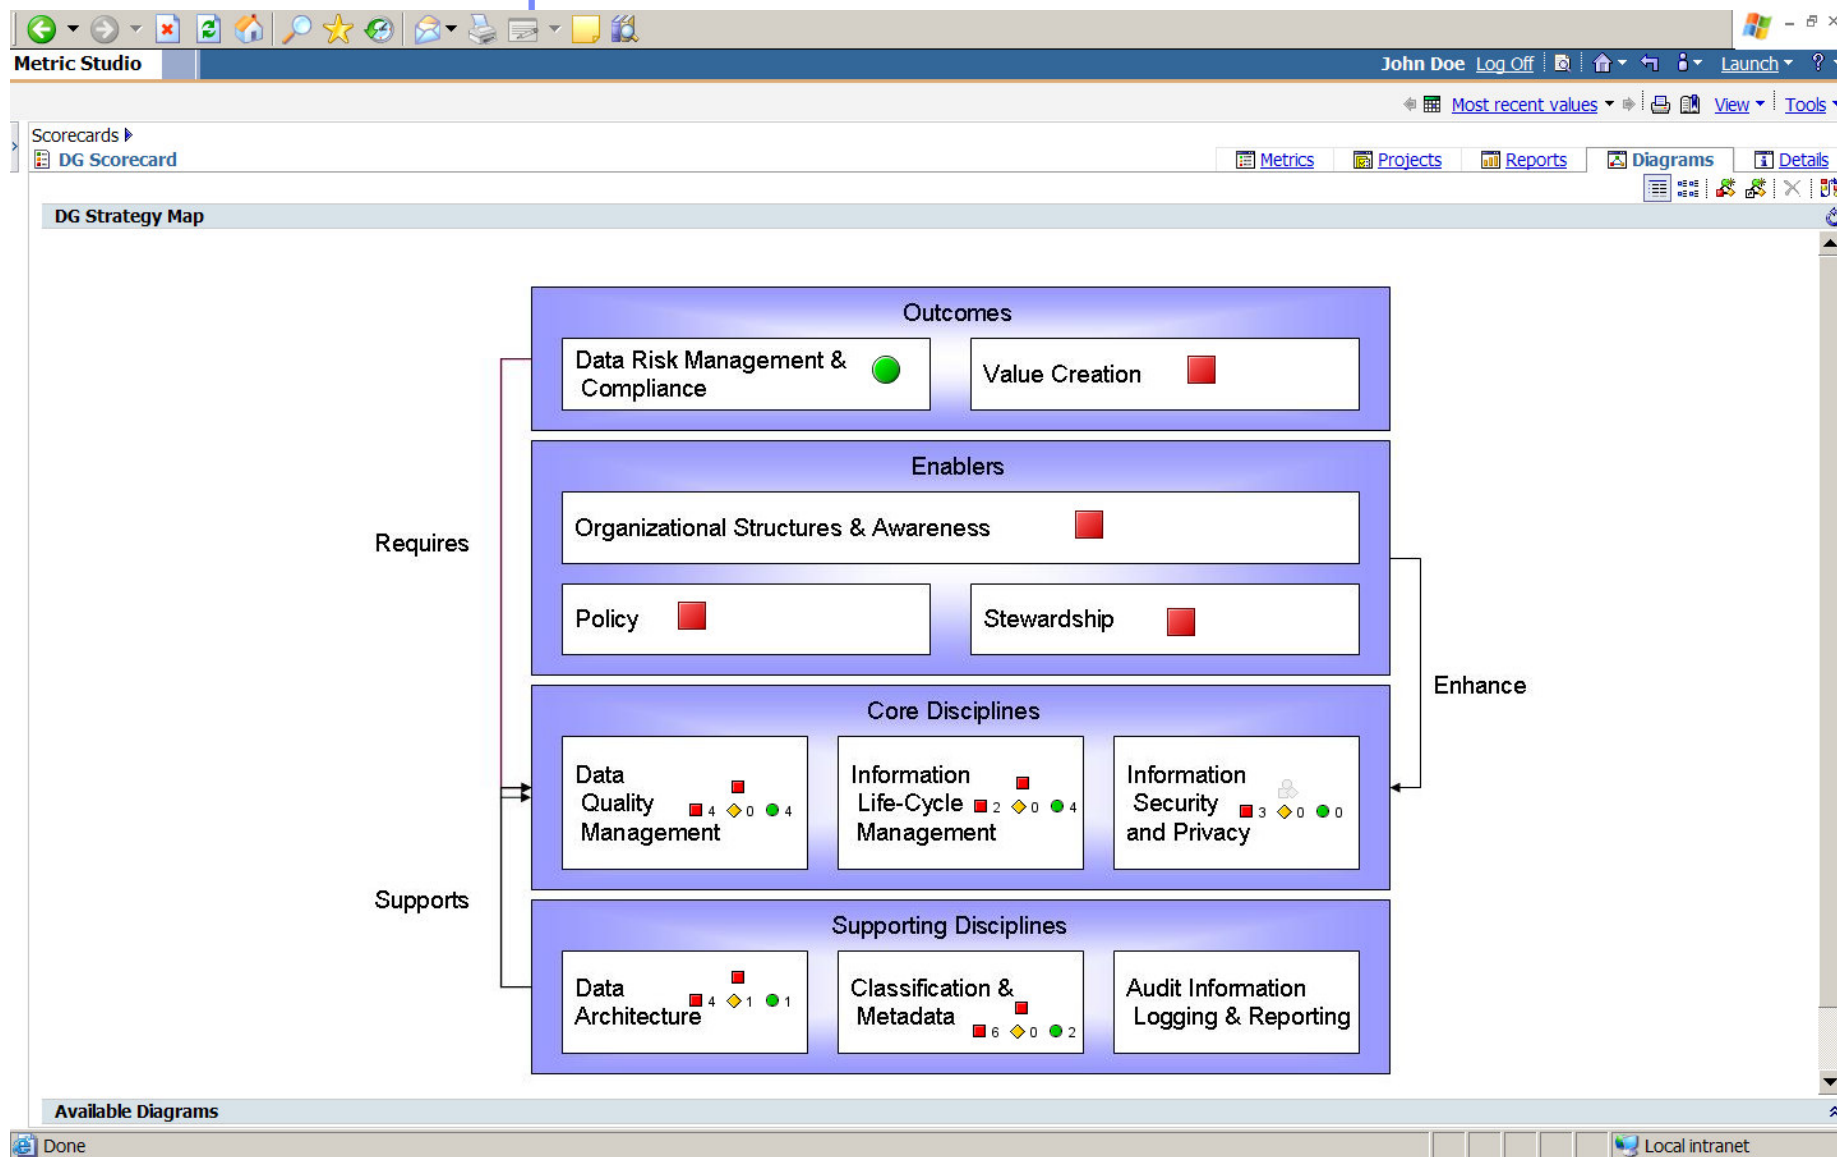 Metric Studio
John Doe Log Off Launch ?
Most recent values View Tools
Scorecards
DG Scorecard
Metrics Projects Reports Diagrams Details
DG Strategy Map
Outcomes
Data Risk Management &
Compliance
Value Creation
Enablers
Organizational Structures & Awareness
Requires
Policy
Stewardship
Enhance
Core Disciplines
Data
Quality
Management
4 0 4
Information
Life-Cycle
Management
2 0 4
Information
Security
and Privacy
3 0 0
Supports
Supporting Disciplines
Data
Architecture
4 1 1
Classification &
Metadata
6 0 2
Audit Information
Logging & Reporting
Available Diagrams
Done
Local intranet